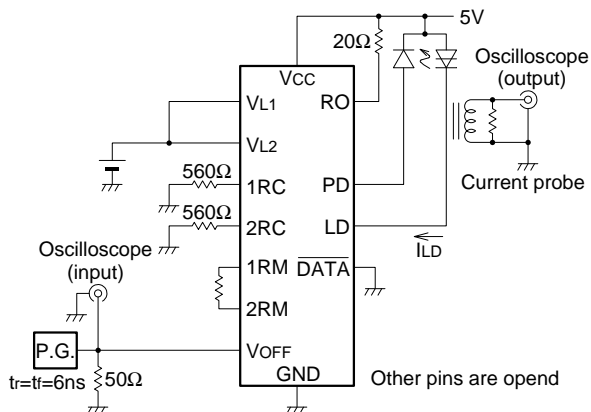 5V
20Ω
Oscilloscope
(output)
VCC
VL1
RO
VL2
560Ω
1RC
PD
Current probe
560Ω
2RC
LD
ILD
Oscilloscope
(input)
1RM
DATA
2RM
P.G.
VOFF
tr=tf=6ns
50Ω
GND
Other pins are opend